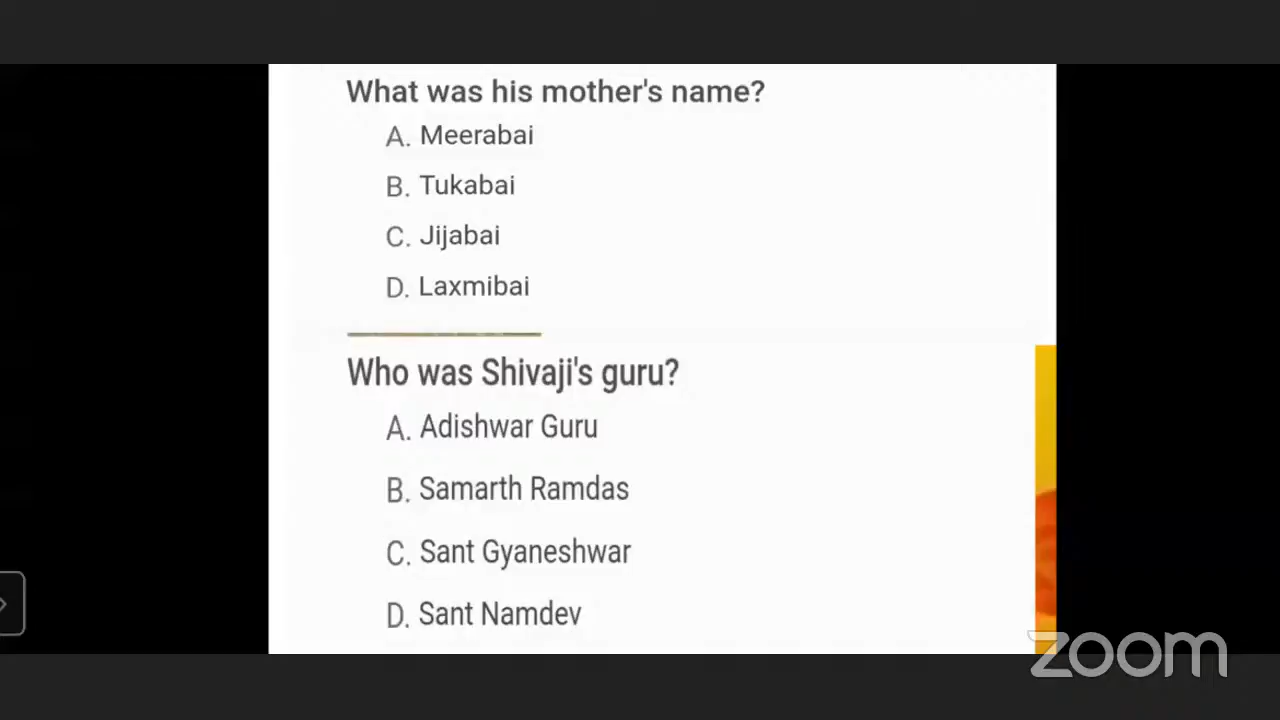 What was his mother's name?
A. Meerabai
B. Tukabai
C. Jijabai
D. Laxmibai
Who was Shivaji's guru?
A. Adishwar Guru
B. Samarth Ramdas
C. Sant Gyaneshwar
D. Sant Namdev
zoom